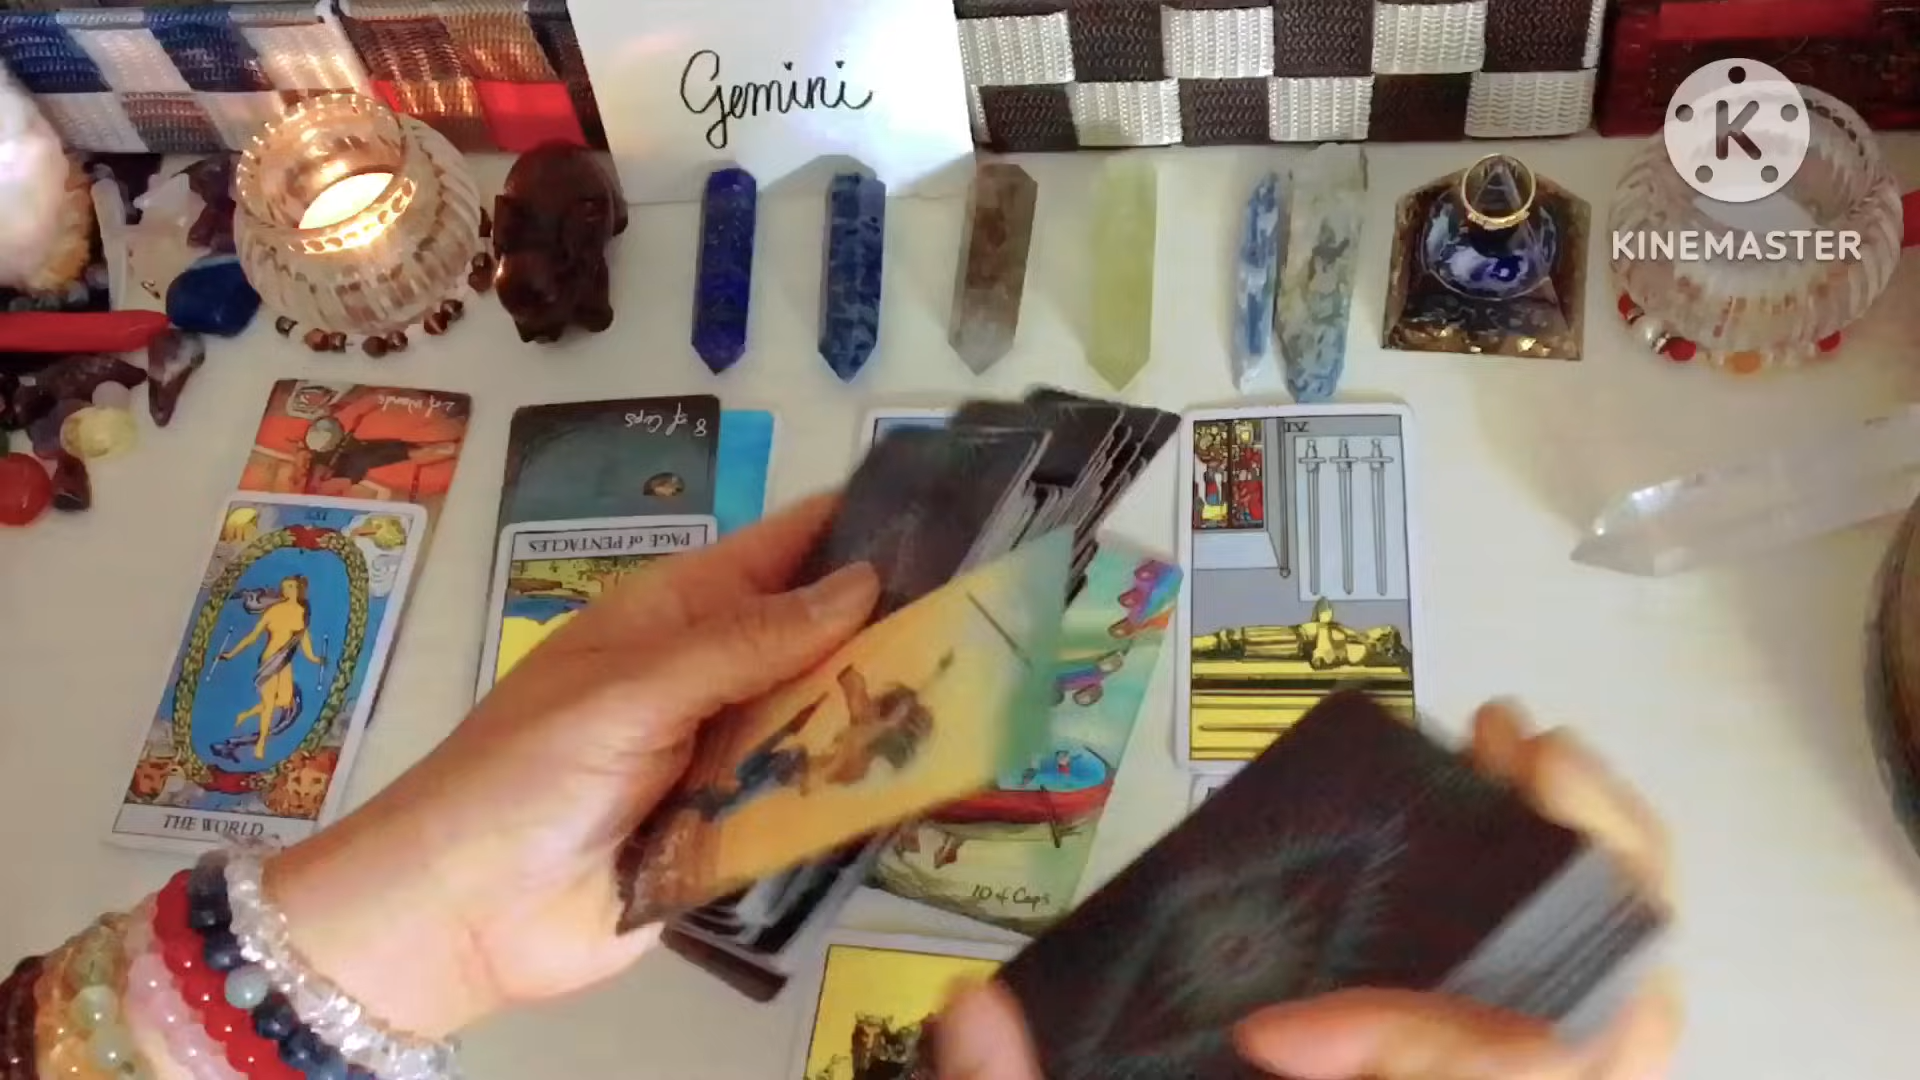 Gemini
K
KINEMASTER
8 of Cups
PAGE of PENTACLES
THE WORLD
10 of Cups